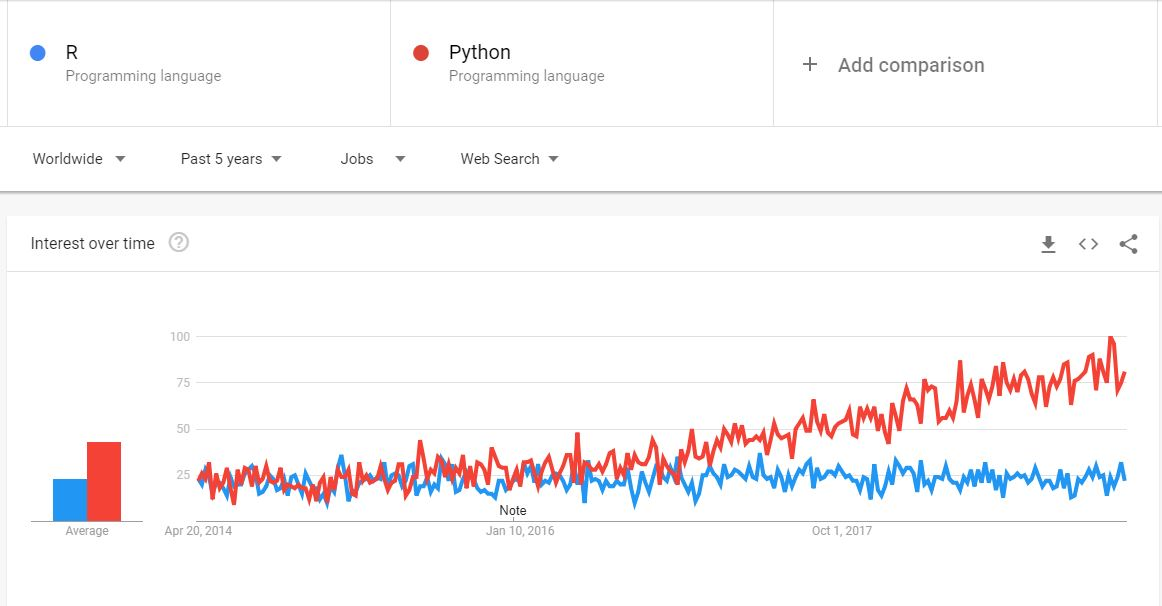 R
Programming language
Python
Programming language
+ Add comparison
Worldwide Past 5 years Jobs Web Search
Interest over time ?
100
75
50
25
Note
Average
Apr 20, 2014 Jan 10, 2016 Oct 1, 2017